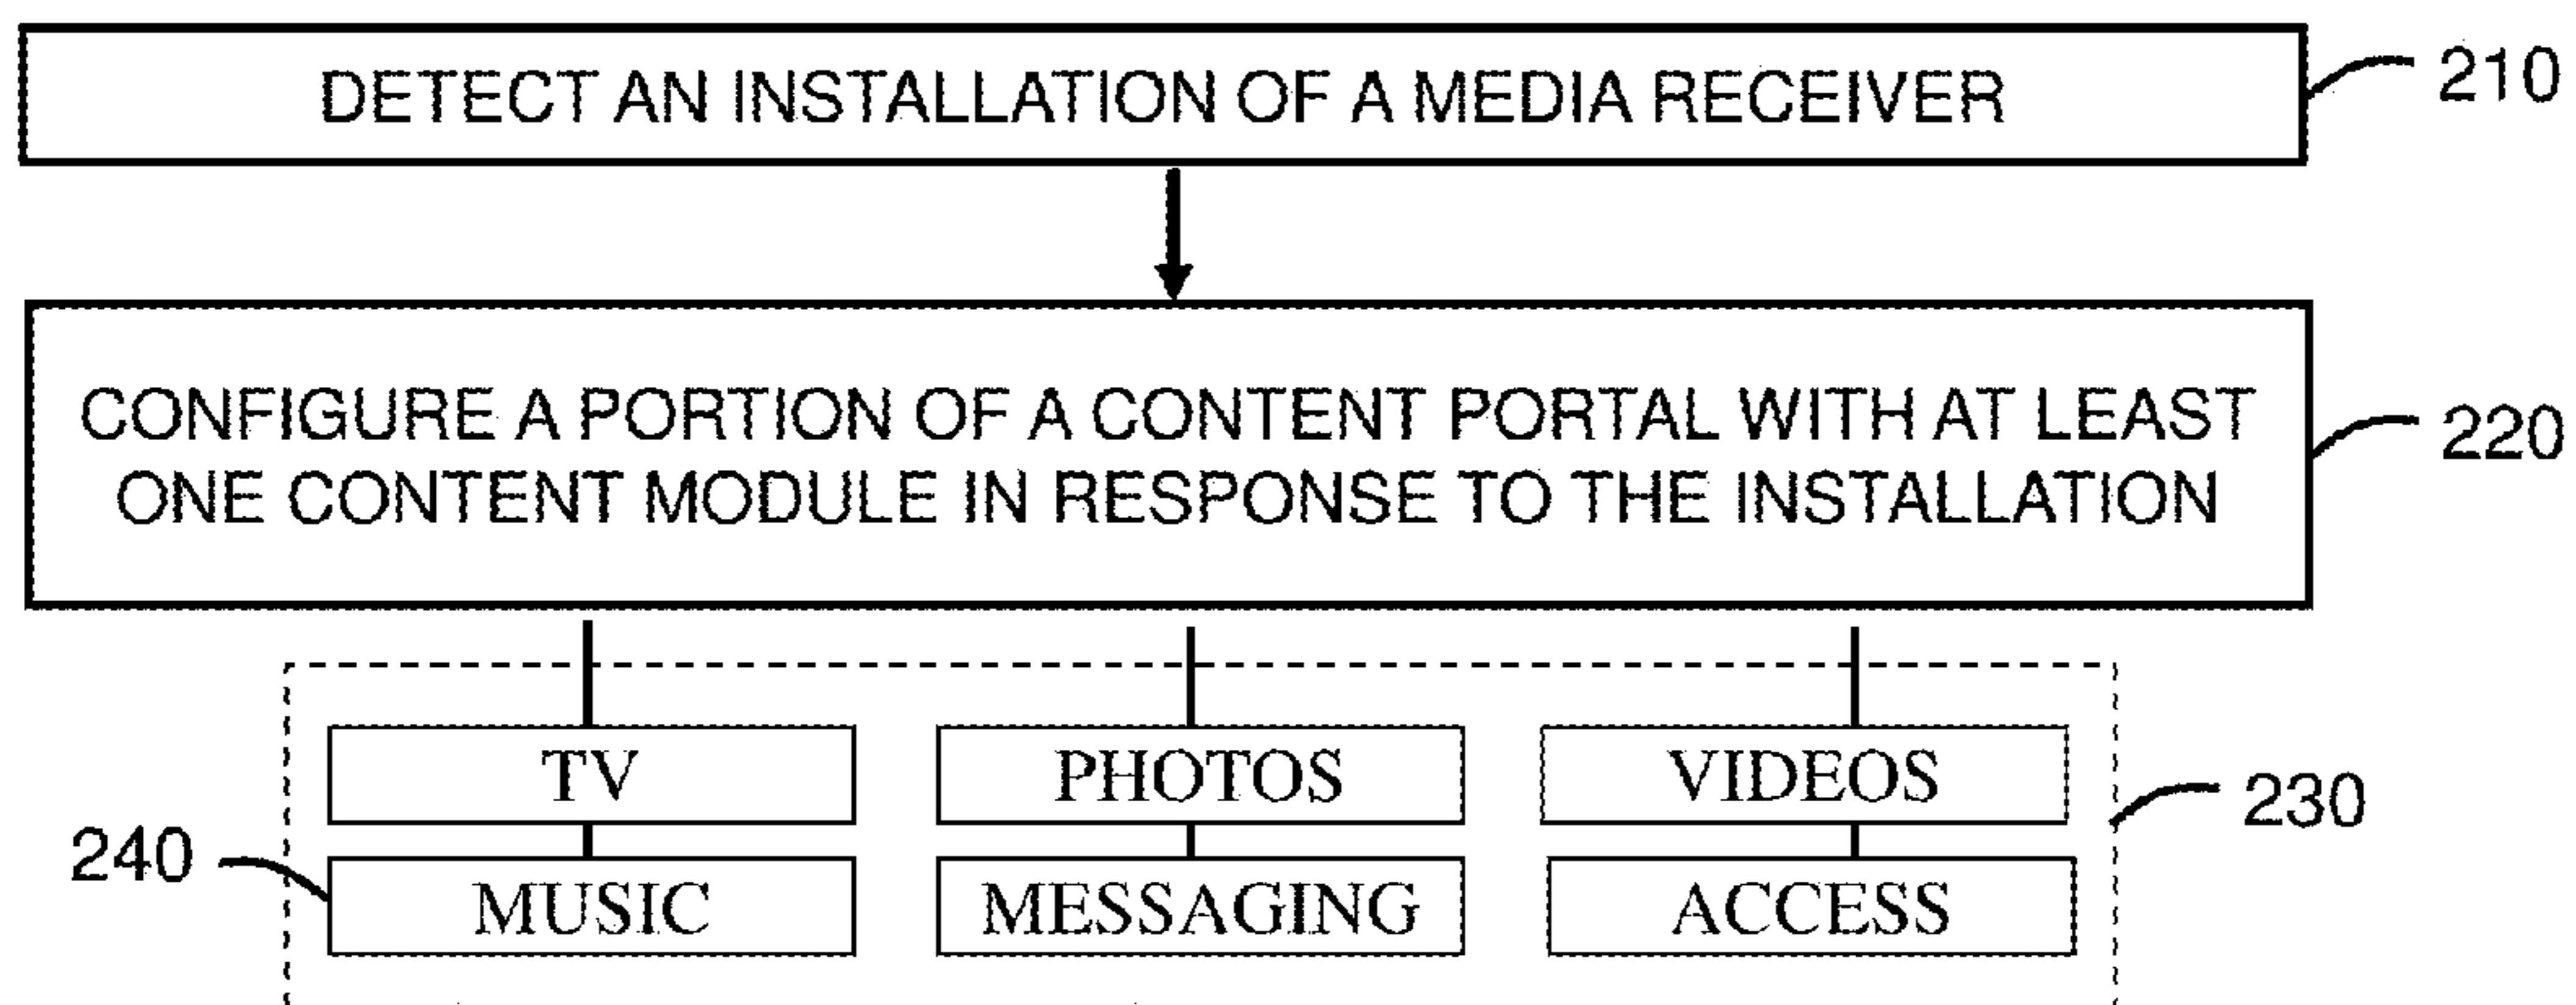 DETECT AN INSTALLATION OF A MEDIA RECEIVER
210
CONFIGURE A PORTION OF A CONTENT PORTAL WITH AT LEAST
ONE CONTENT MODULE IN RESPONSE TO THE INSTALLATION
220
TV
PHOTOS
VIDEOS
230
240
MUSIC
MESSAGING
ACCESS